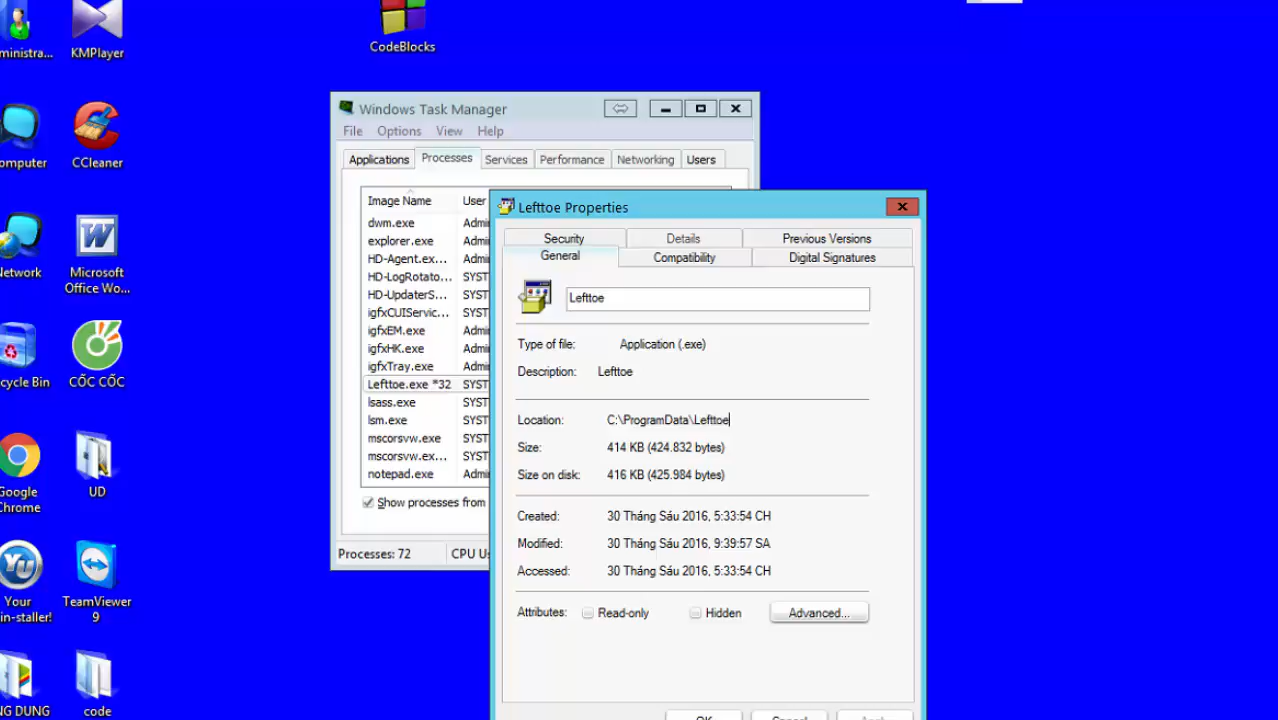 ministra...
KMPlayer
CodeBlocks
omputer
CCleaner
Network
Microsoft
Office Wo...
cycle Bin
CỐC CỐC
Google
Chrome
UD
Your
in-staller!
TeamViewer
9
NG DUNG
code
Windows Task Manager
File Options View Help
Applications Processes Services Performance Networking Users
Image Name User
dwm.exe Admi
explorer.exe Admi
HD-Agent.ex... Admi
HD-LogRotato... SYST
HD-UpdaterS... SYST
igfxCUIServic... SYST
igfxEM.exe Admi
igfxHK.exe Admi
igfxTray.exe Admi
Lefttoe.exe *32 SYST
lsass.exe SYST
lsm.exe SYST
mscorsvw.exe SYST
mscorsvw.ex... SYST
notepad.exe Admi
Show processes from
Processes: 72 CPU Us
Lefttoe Properties
Security Details Previous Versions
General Compatibility Digital Signatures
Lefttoe
Type of file: Application (.exe)
Description: Lefttoe
Location: C:\ProgramData\Lefttoe
Size: 414 KB (424.832 bytes)
Size on disk: 416 KB (425.984 bytes)
Created: 30 Tháng Sáu 2016, 5:33:54 CH
Modified: 30 Tháng Sáu 2016, 9:39:57 SA
Accessed: 30 Tháng Sáu 2016, 5:33:54 CH
Attributes: Read-only Hidden Advanced...